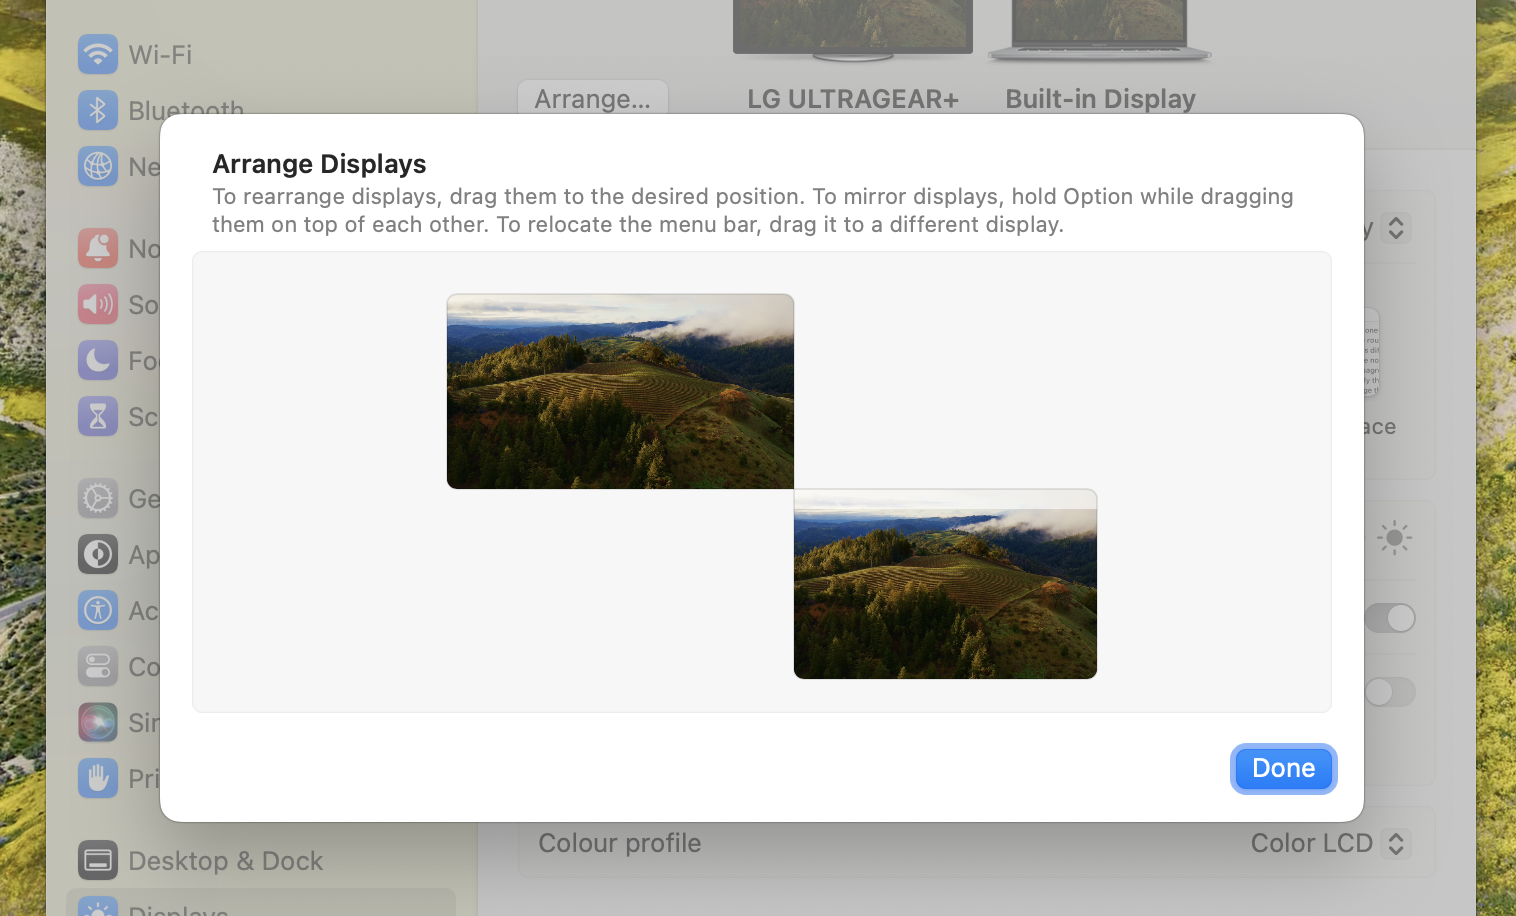 Wi-Fi
Bluetooth
Ne
No
So
Fo
Sc
Ge
Ap
Ac
Co
Sir
Pri
Desktop & Dock
Displays
Arrange...
LG ULTRAGEAR+
Built-in Display
Arrange Displays
To rearrange displays, drag them to the desired position. To mirror displays, hold Option while dragging
them on top of each other. To relocate the menu bar, drag it to a different display.
y
ace
Done
Colour profile
Color LCD